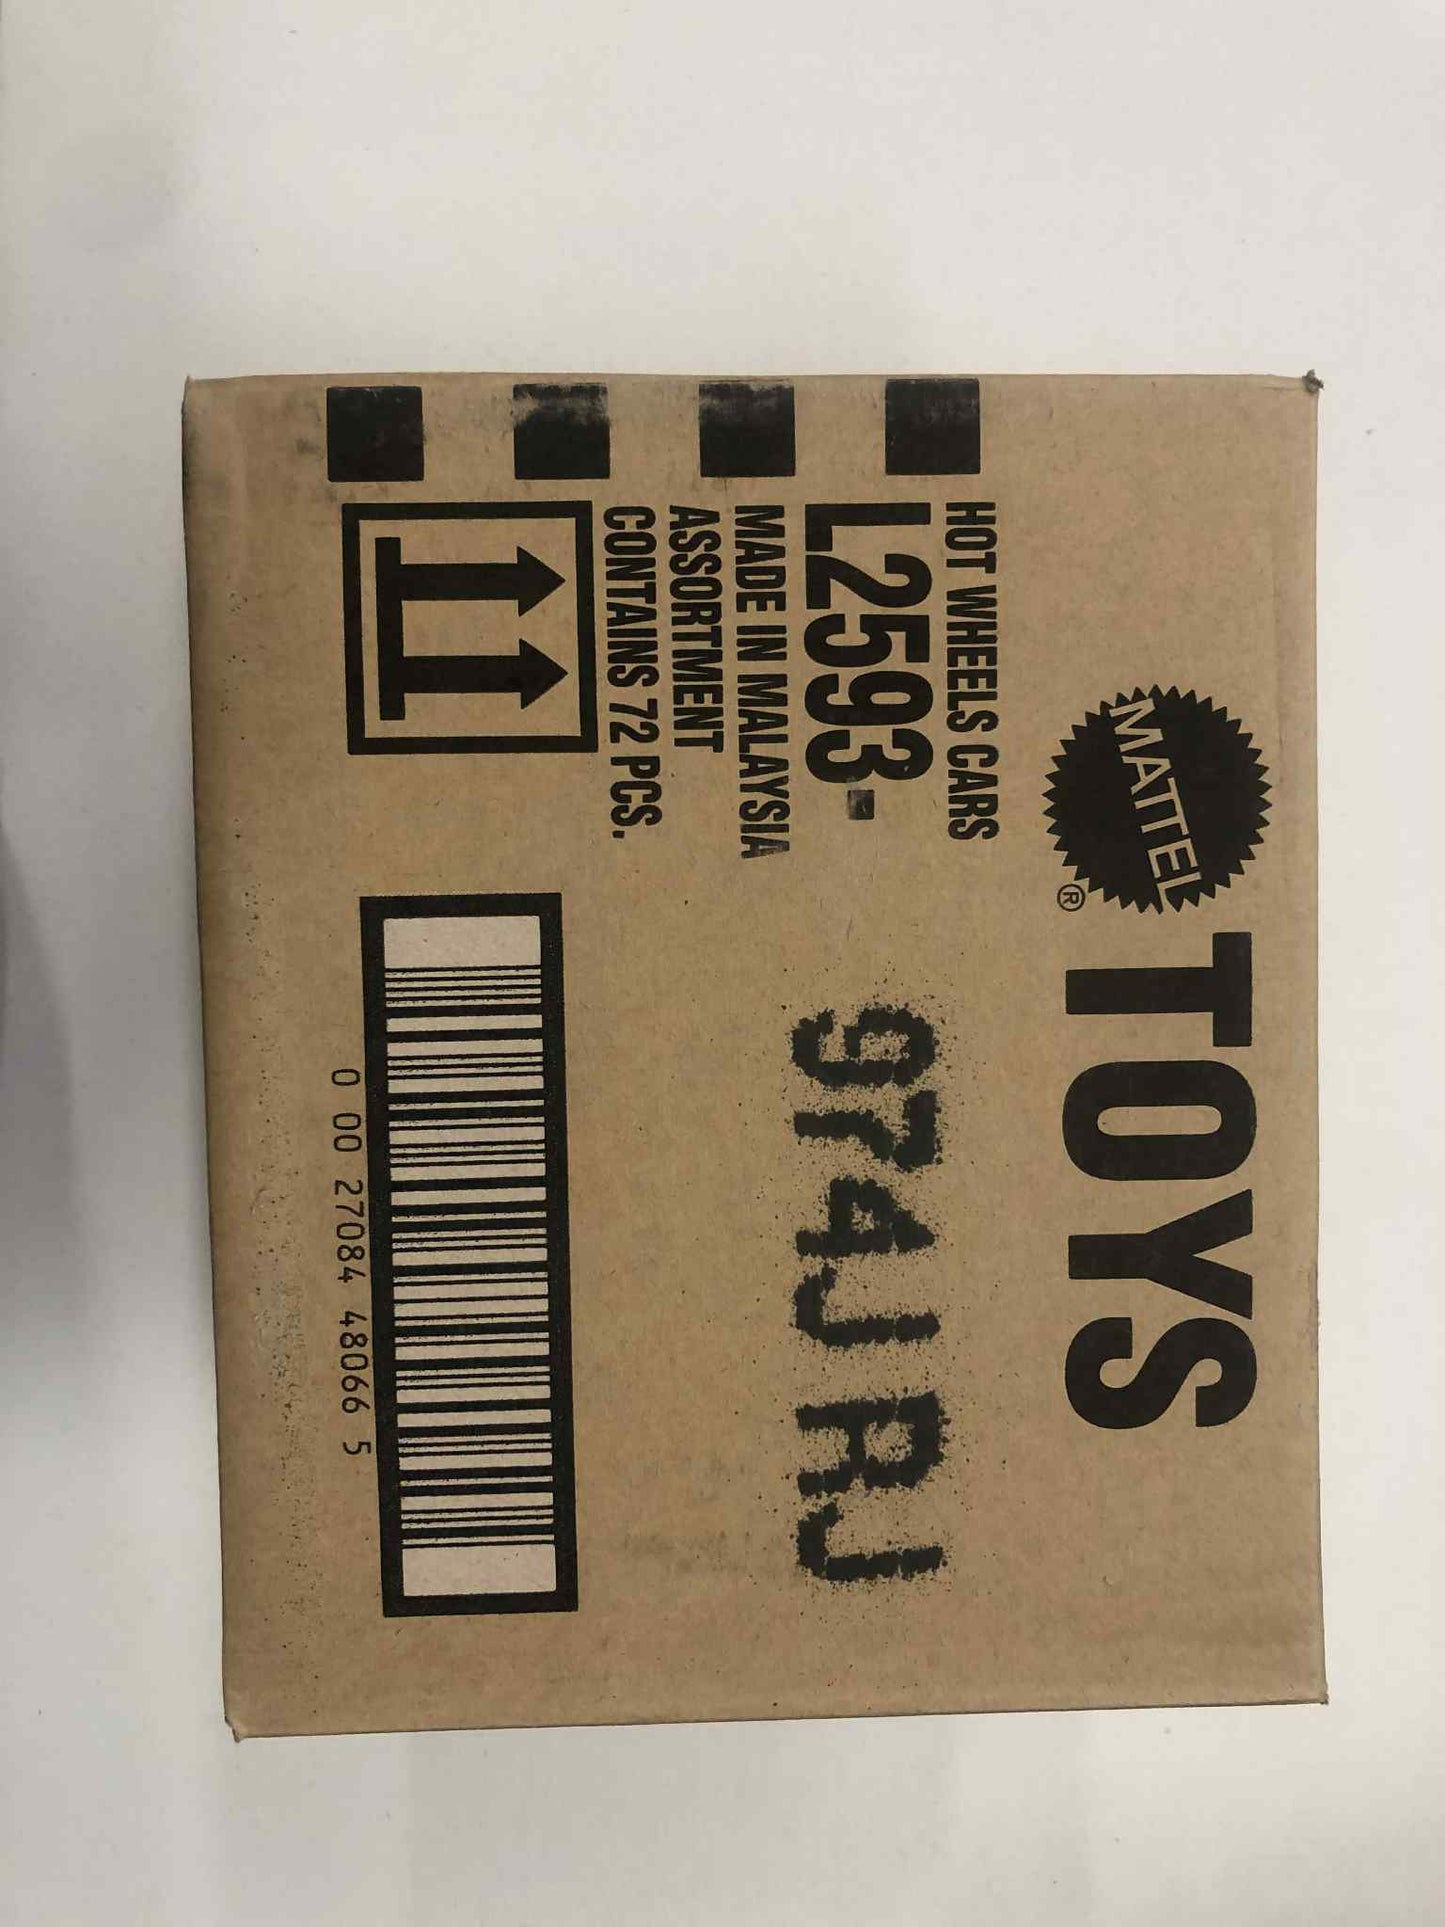 MATTEL® TOYS
HOT WHEELS CARS
L2593-
974J RJ
MADE IN MALAYSIA
ASSORTMENT
CONTAINS 72 PCS.
0 00 27084 48066 5